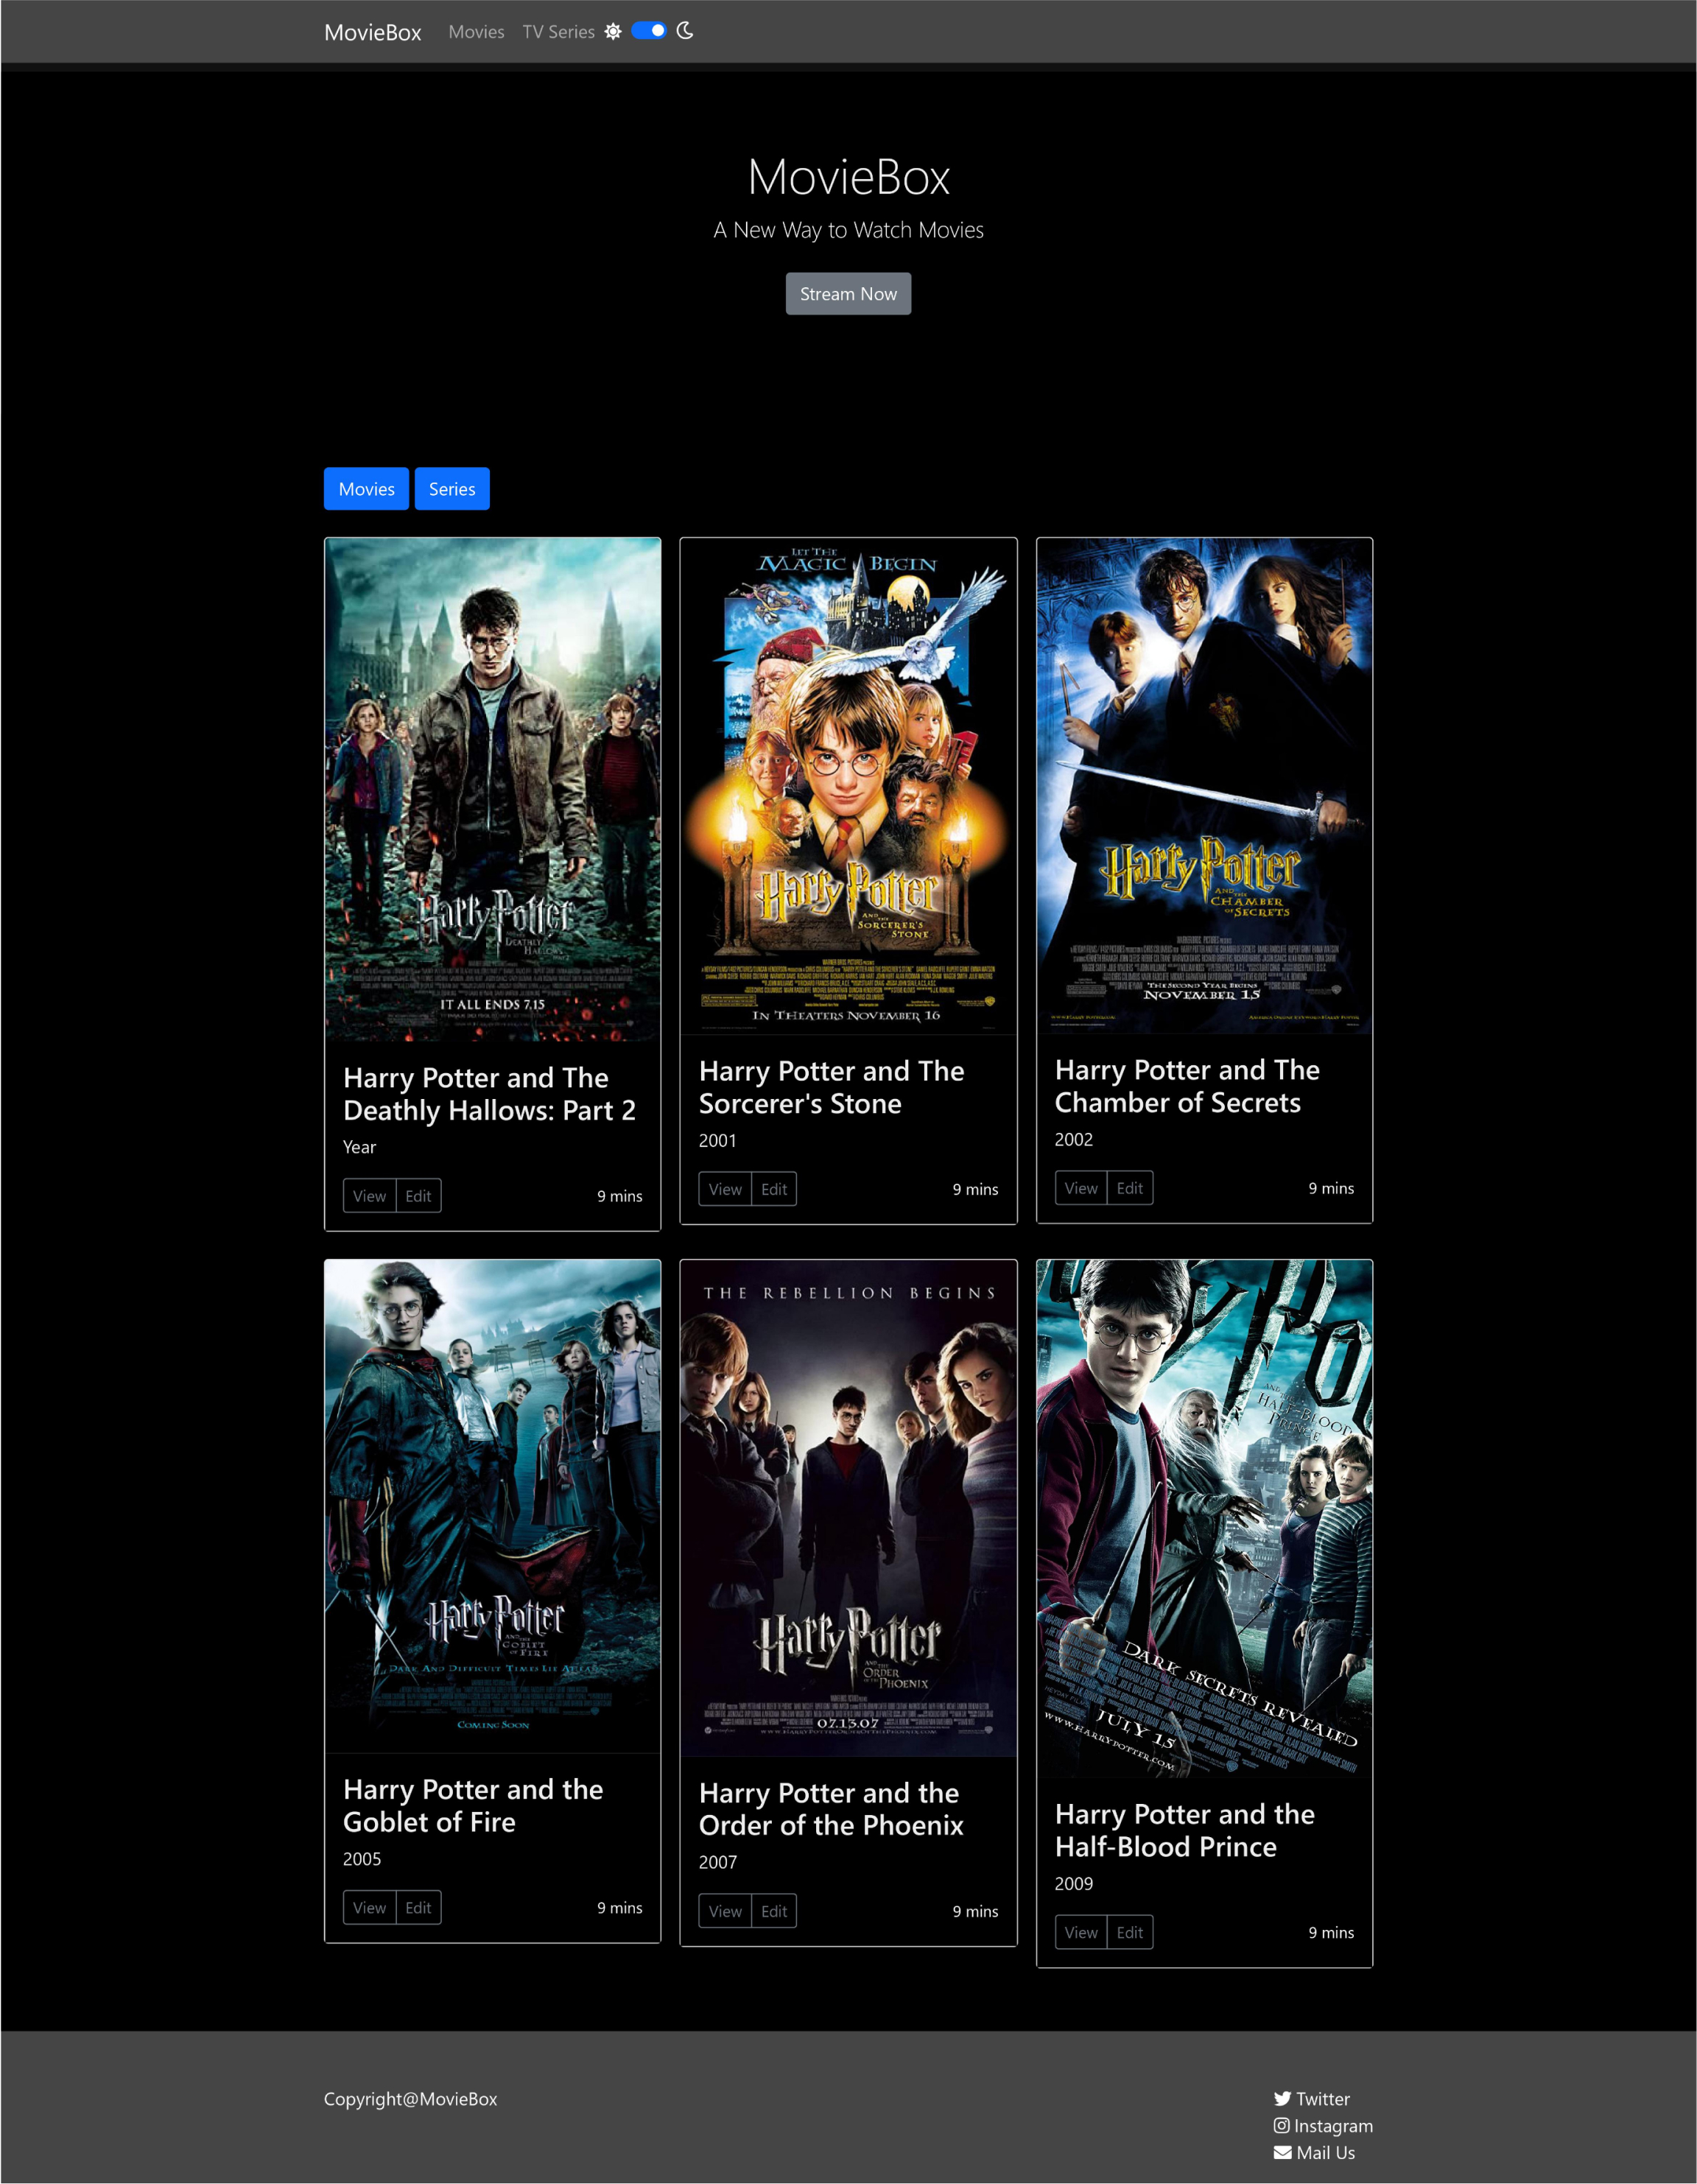 MovieBox Movies TV Series
MovieBox
A New Way to Watch Movies
Stream Now
Movies Series
Harry Potter
DEATHLY
HALLOWS
IT ALL ENDS 7.15
Harry Potter and The
Deathly Hallows: Part 2
Year
View Edit 9 mins
LET THE
MAGIC BEGIN
Harry Potter
AND THE
SORCERER'S
STONE
IN THEATERS NOVEMBER 16
Harry Potter and The
Sorcerer's Stone
2001
View Edit 9 mins
Harry Potter
AND THE
CHAMBER
OF SECRETS
THE SECOND YEAR BEGINS
NOVEMBER 15
Harry Potter and The
Chamber of Secrets
2002
View Edit 9 mins
Harry Potter
AND THE
GOBLET
OF FIRE
DARK AND DIFFICULT TIMES LIE AHEAD
COMING SOON
Harry Potter and the
Goblet of Fire
2005
View Edit 9 mins
THE REBELLION BEGINS
Harry Potter
AND THE
ORDER
OF THE PHOENIX
07.13.07
Harry Potter and the
Order of the Phoenix
2007
View Edit 9 mins
HALF-BLOOD
PRINCE
DARK SECRETS REVEALED
JULY 15
WWW.HARRYPOTTER.COM
Harry Potter and the
Half-Blood Prince
2009
View Edit 9 mins
Copyright@MovieBox
Twitter
Instagram
Mail Us